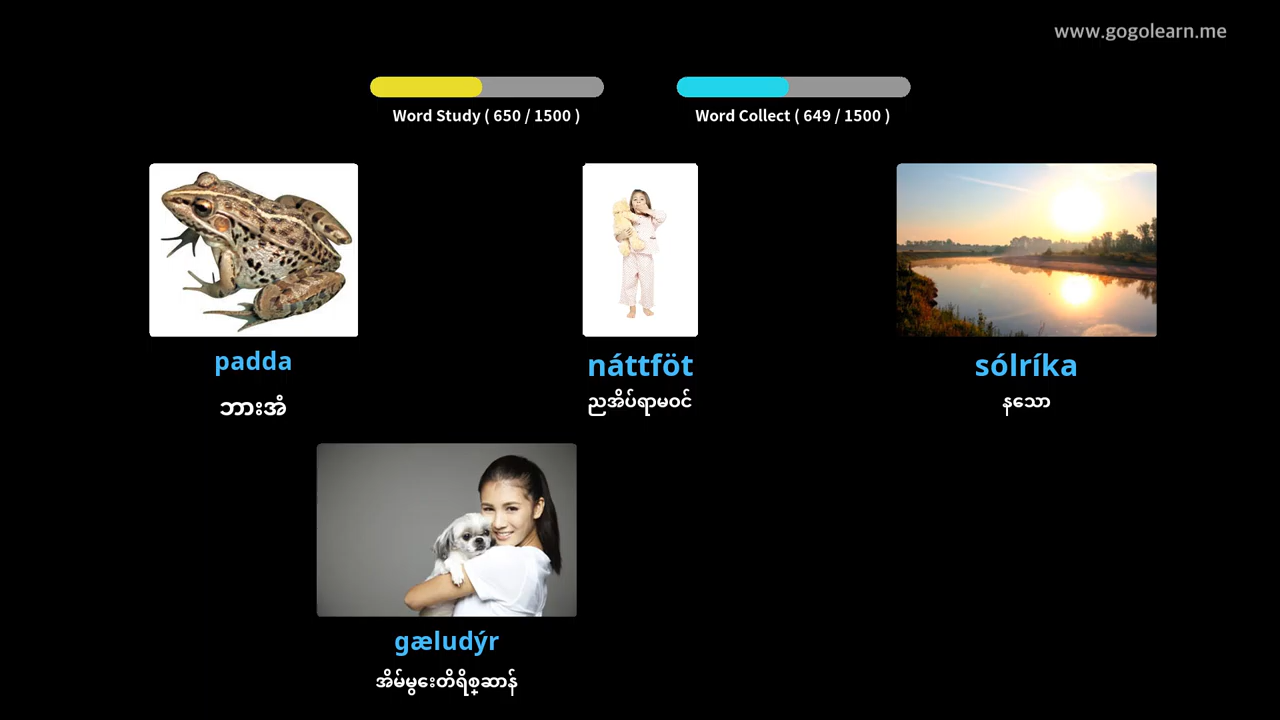 www.gogolearn.me
Word Study ( 650 / 1500 )
Word Collect ( 649 / 1500 )
padda
náttföt
sólríka
ဘားအံ
ညအိပ်ရာမဝင်
နသော
gæludýr
အိမ်မွေးတိရိစ္ဆာန်